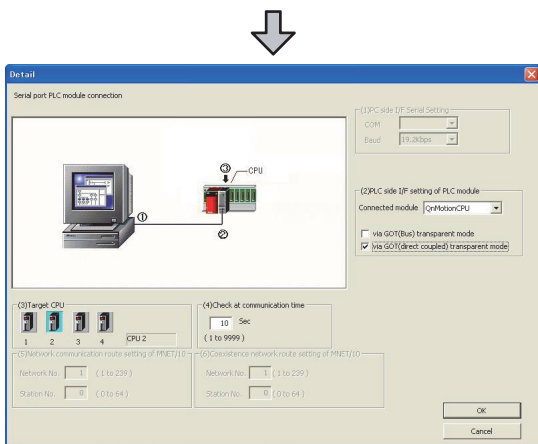 Detail
Serial port PLC module connection
CPU
①
②
③
(1)PC side I/F Serial Setting
COM
Baud 19.2Kbps
(2)PLC side I/F setting of PLC module
Connected module QnMotionCPU
via GOT(Bus) transparent mode
via GOT(direct coupled) transparent mode
(3)Target CPU
1 2 3 4 CPU 2
(4)Check at communication time
10 Sec
( 1 to 9999 )
(5)Network communication route setting of MNET/10
Network No. 1 ( 1 to 239 )
Station No. 0 ( 0 to 64 )
(6)Coexistence network route setting of MNET/10
Network No. 1 ( 1 to 239 )
Station No. 0 ( 0 to 64 )
OK
Cancel